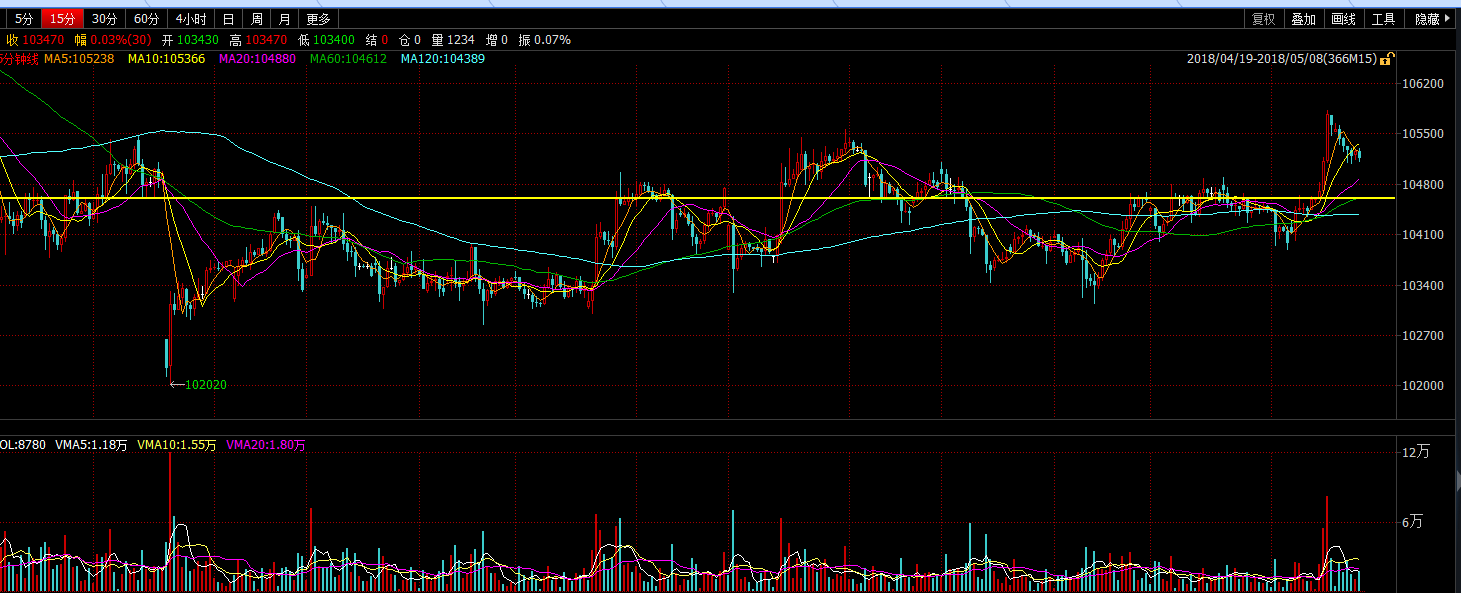 5分 15分 30分 60分 4小时 日 周 月 更多 复权 叠加 画线 工具 隐藏
收 103470 幅 0.03%(30) 开 103430 高 103470 低 103400 结 0 仓 0 量 1234 增 0 振 0.07%
分钟线 MA5:105238 MA10:105366 MA20:104880 MA60:104612 MA120:104389 2018/04/19-2018/05/08(366M15)
106200
105500
104800
104100
103400
102700
102000
102020
OL:8780 VMA5:1.18万 VMA10:1.55万 VMA20:1.80万
12万
6万